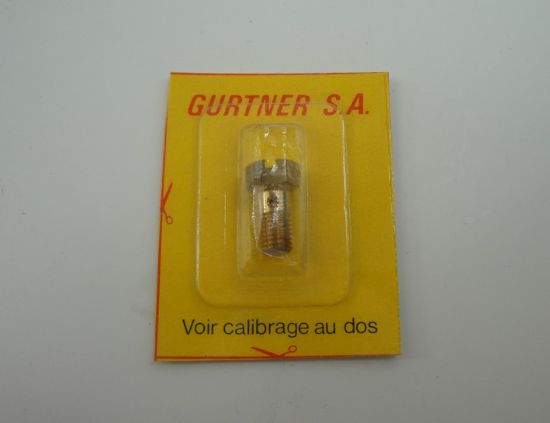 GURTNER S.A.
Voir calibrage au dos